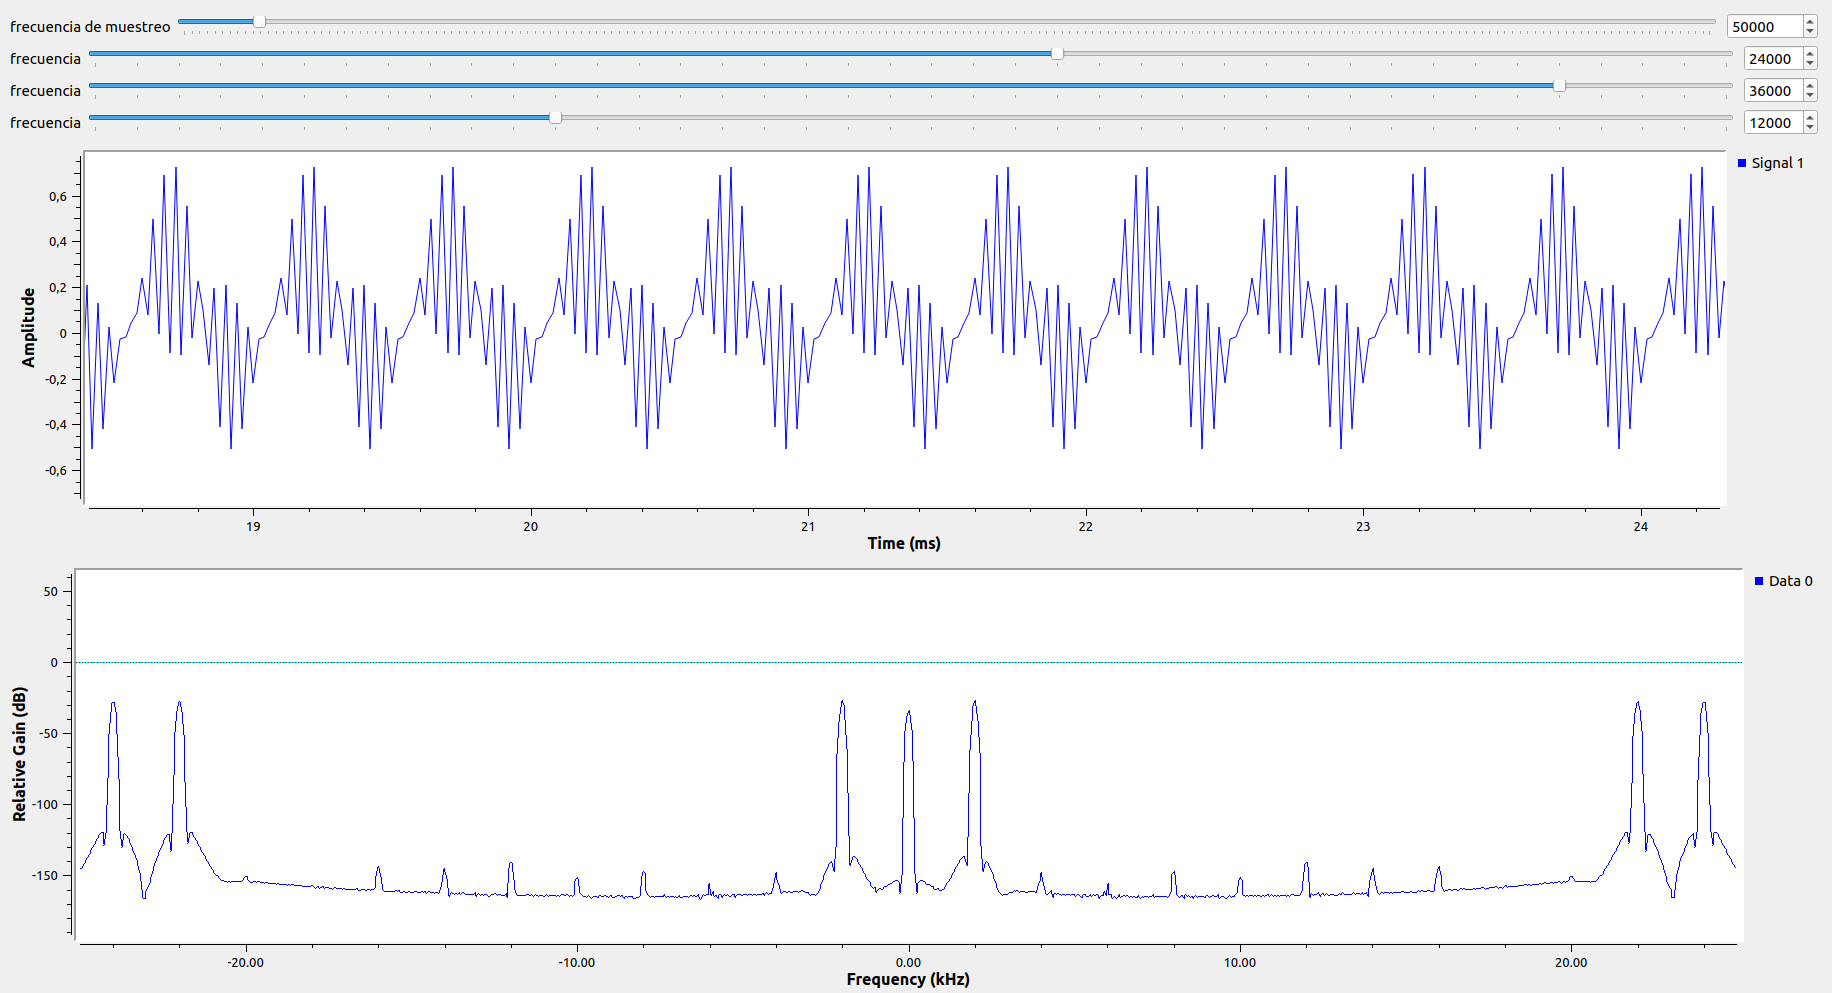 frecuencia de muestreo 50000
frecuencia 24000
frecuencia 36000
frecuencia 12000
Signal 1
0,6
0,4
0,2
0
-0,2
-0,4
-0,6
Amplitude
19 20 21 22 23 24
Time (ms)
Data 0
50
0
-50
-100
-150
Relative Gain (dB)
-20.00 -10.00 0.00 10.00 20.00
Frequency (kHz)